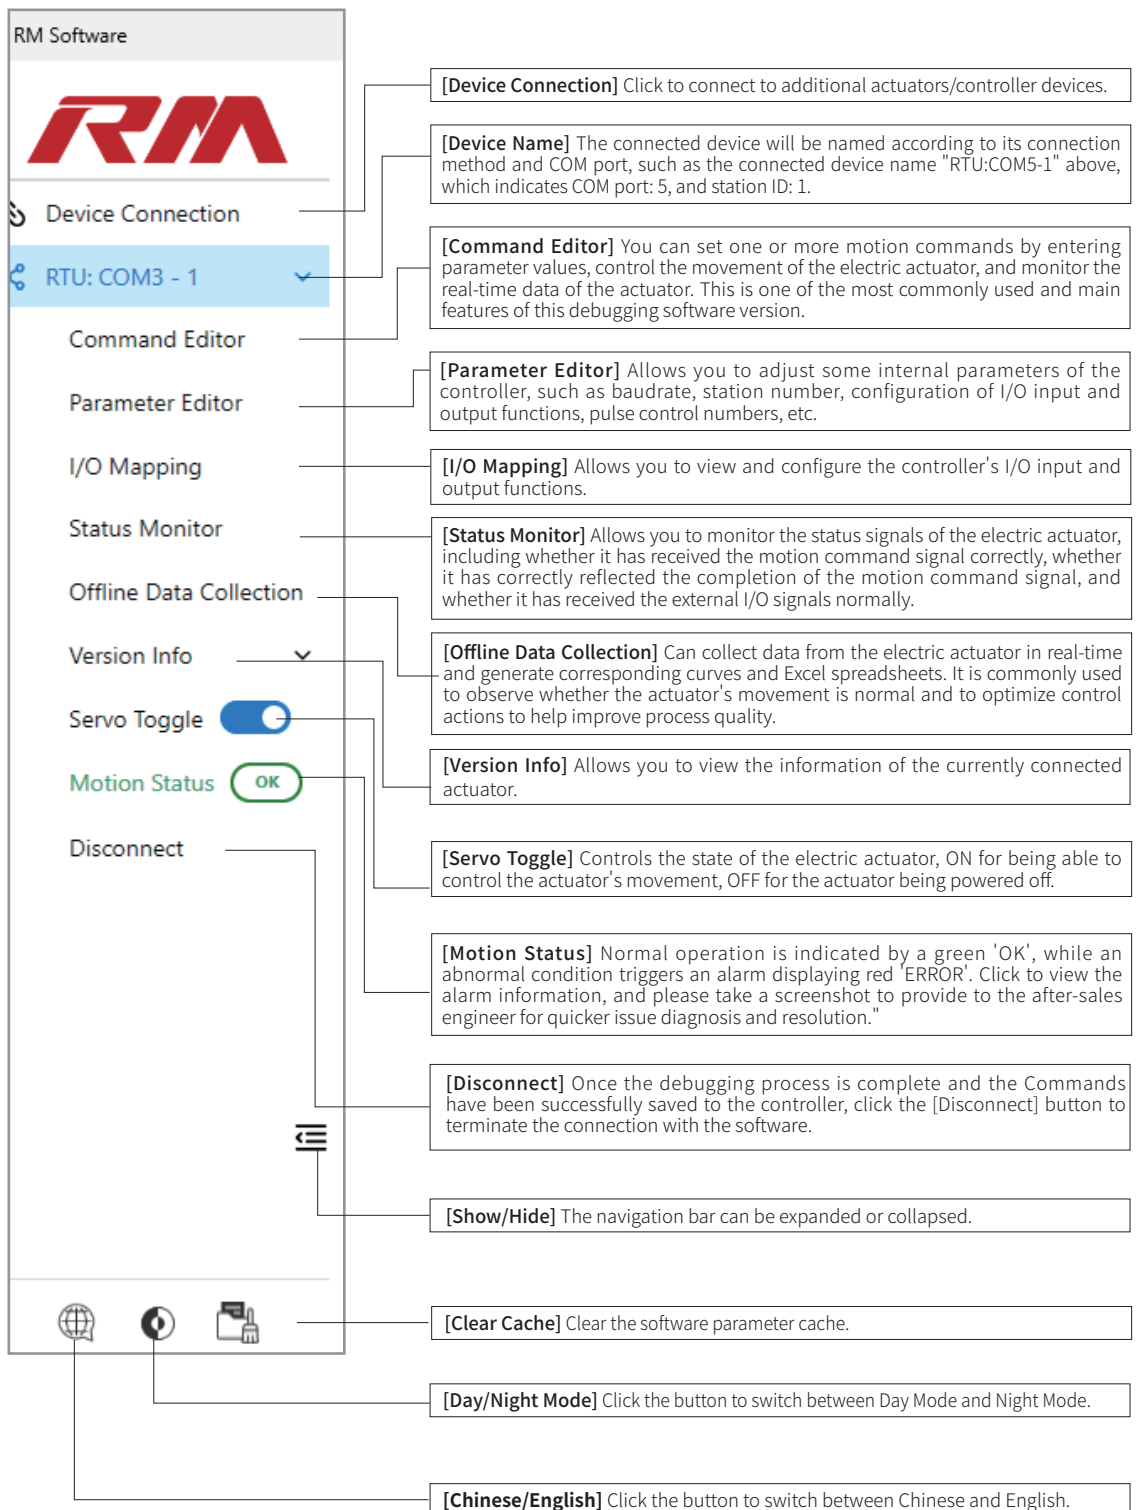 RM Software
RM
Device Connection
RTU: COM3 - 1
Command Editor
Parameter Editor
I/O Mapping
Status Monitor
Offline Data Collection
Version Info
Servo Toggle
Motion Status OK
Disconnect
[Device Connection] Click to connect to additional actuators/controller devices.
[Device Name] The connected device will be named according to its connection
method and COM port, such as the connected device name "RTU:COM5-1" above,
which indicates COM port: 5, and station ID: 1.
[Command Editor] You can set one or more motion commands by entering
parameter values, control the movement of the electric actuator, and monitor the
real-time data of the actuator. This is one of the most commonly used and main
features of this debugging software version.
[Parameter Editor] Allows you to adjust some internal parameters of the
controller, such as baudrate, station number, configuration of I/O input and
output functions, pulse control numbers, etc.
[I/O Mapping] Allows you to view and configure the controller's I/O input and
output functions.
[Status Monitor] Allows you to monitor the status signals of the electric actuator,
including whether it has received the motion command signal correctly, whether
it has correctly reflected the completion of the motion command signal, and
whether it has received the external I/O signals normally.
[Offline Data Collection] Can collect data from the electric actuator in real-time
and generate corresponding curves and Excel spreadsheets. It is commonly used
to observe whether the actuator's movement is normal and to optimize control
actions to help improve process quality.
[Version Info] Allows you to view the information of the currently connected
actuator.
[Servo Toggle] Controls the state of the electric actuator, ON for being able to
control the actuator's movement, OFF for the actuator being powered off.
[Motion Status] Normal operation is indicated by a green 'OK', while an
abnormal condition triggers an alarm displaying red 'ERROR'. Click to view the
alarm information, and please take a screenshot to provide to the after-sales
engineer for quicker issue diagnosis and resolution."
[Disconnect] Once the debugging process is complete and the Commands
have been successfully saved to the controller, click the [Disconnect] button to
terminate the connection with the software.
[Show/Hide] The navigation bar can be expanded or collapsed.
[Clear Cache] Clear the software parameter cache.
[Day/Night Mode] Click the button to switch between Day Mode and Night Mode.
[Chinese/English] Click the button to switch between Chinese and English.